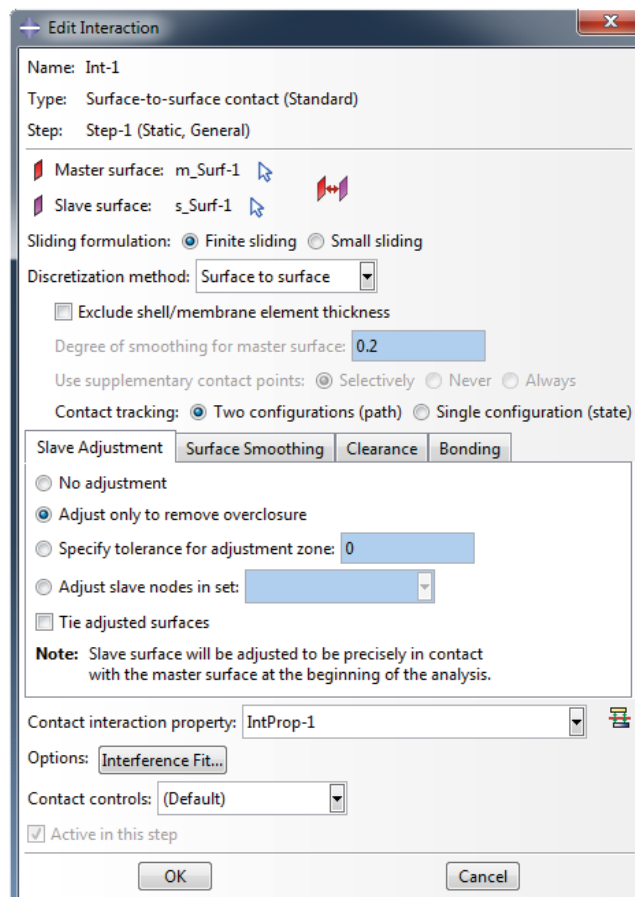 Edit Interaction
Name: Int-1
Type: Surface-to-surface contact (Standard)
Step: Step-1 (Static, General)
Master surface: m_Surf-1
Slave surface: s_Surf-1
Sliding formulation: Finite sliding Small sliding
Discretization method: Surface to surface
Exclude shell/membrane element thickness
Degree of smoothing for master surface: 0.2
Use supplementary contact points: Selectively Never Always
Contact tracking: Two configurations (path) Single configuration (state)
Slave Adjustment Surface Smoothing Clearance Bonding
No adjustment
Adjust only to remove overclosure
Specify tolerance for adjustment zone: 0
Adjust slave nodes in set:
Tie adjusted surfaces
Note: Slave surface will be adjusted to be precisely in contact
with the master surface at the beginning of the analysis.
Contact interaction property: IntProp-1
Options: Interference Fit...
Contact controls: (Default)
Active in this step
OK Cancel